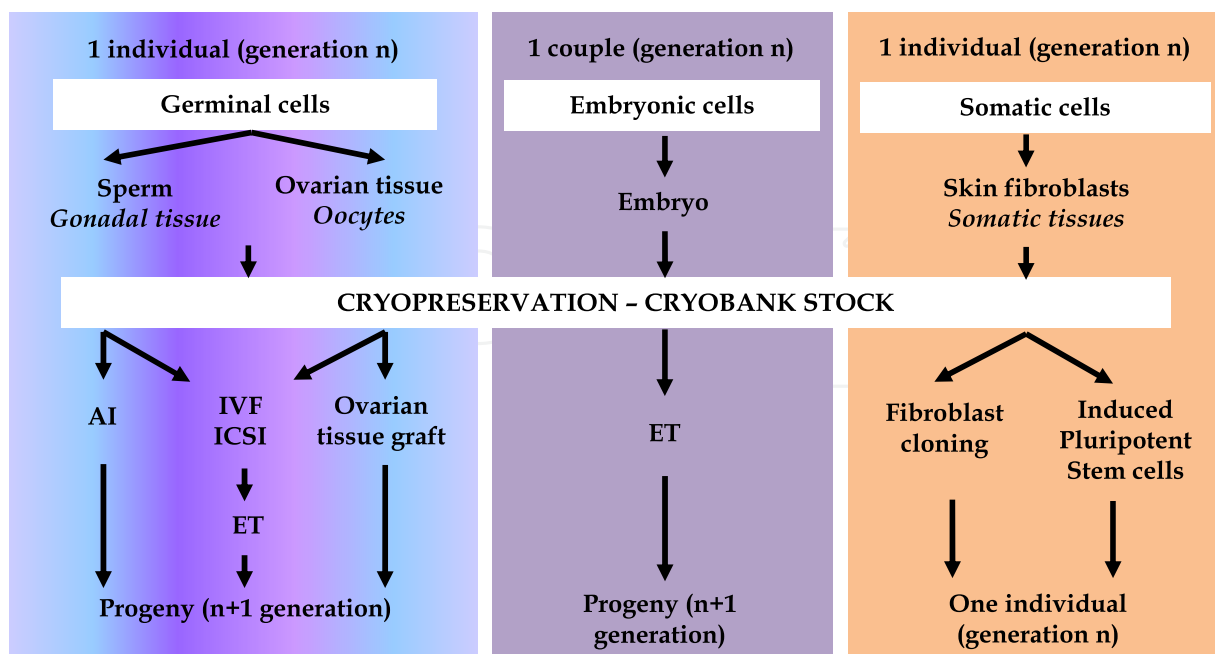 1 individual (generation n)
Germinal cells
Sperm
Gonadal tissue
Ovarian tissue
Oocytes
1 couple (generation n)
Embryonic cells
Embryo
1 individual (generation n)
Somatic cells
Skin fibroblasts
Somatic tissues
CRYOPRESERVATION – CRYOBANK STOCK
AI
IVF
ICSI
ET
Ovarian
tissue graft
Progeny (n+1 generation)
ET
Progeny (n+1
generation)
Fibroblast
cloning
Induced
Pluripotent
Stem cells
One individual
(generation n)